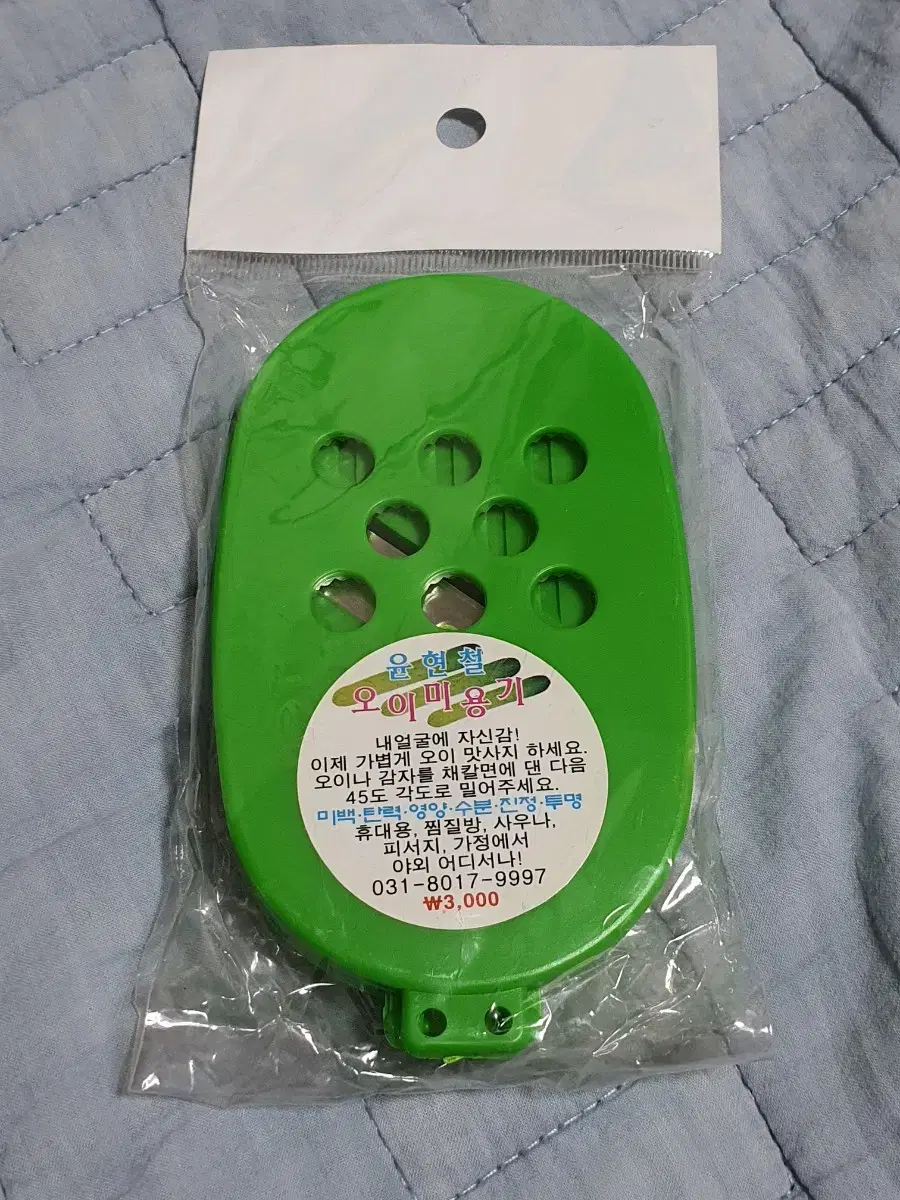 윤현철
오이미용기
내얼굴에 자신감!
이제 가볍게 오이 맛사지 하세요.
오이나 감자를 채칼면에 댄 다음
45도 각도로 밀어주세요.
미백·탄력·영양·수분·진정·투명
휴대용, 찜질방, 사우나,
피서지, 가정에서
야외 어디서나!
031-8017-9997
₩3,000